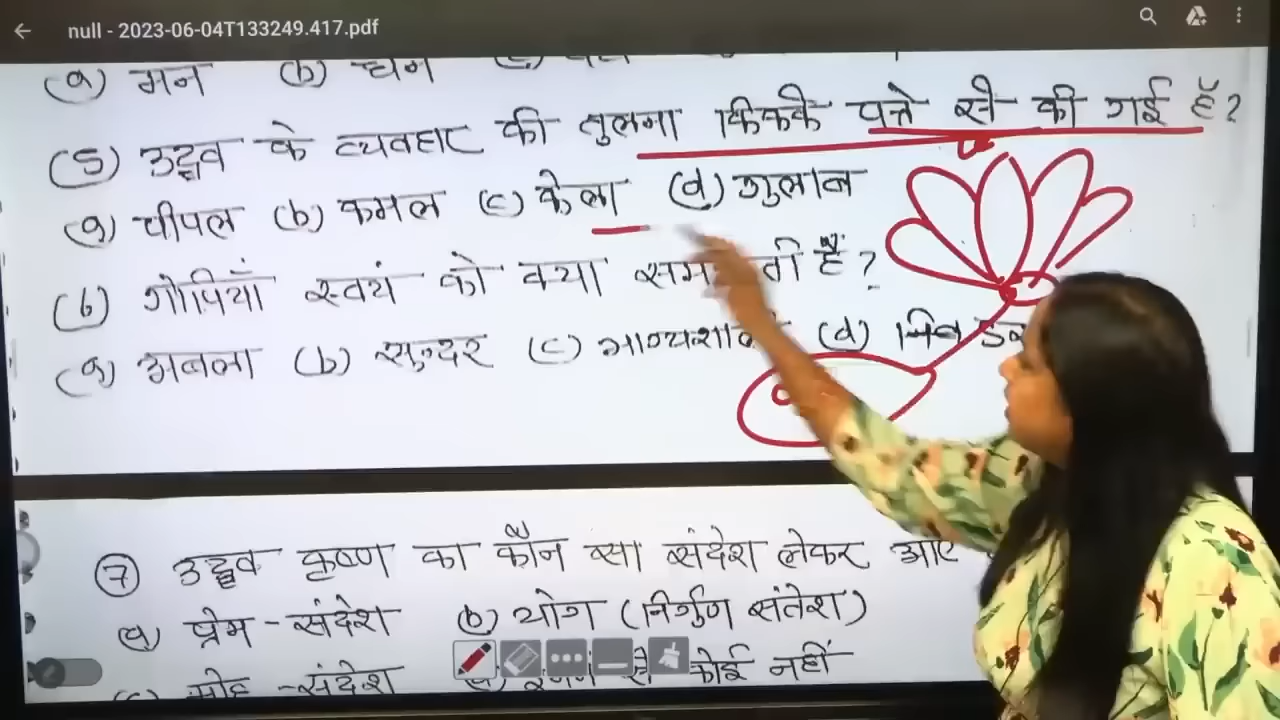 null - 2023-06-04T133249.417.pdf
(a) मन (b) धन
(5) उद्धव के व्यवहार की तुलना किसके पत्ते से की गई है?
(a) पीपल (b) कमल (c) केला (d) गुलाब
(6) गोपियाँ स्वयं को क्या समझती हैं?
(a) अबला (b) सुन्दर (c) (d)
(7) उद्धव कृष्ण का कौन सा संदेश लेकर आए
(a) प्रेम - संदेश (b) योग (निर्गुण संतेश)
(c) मोह - संदेश (d) से कोई नहीं